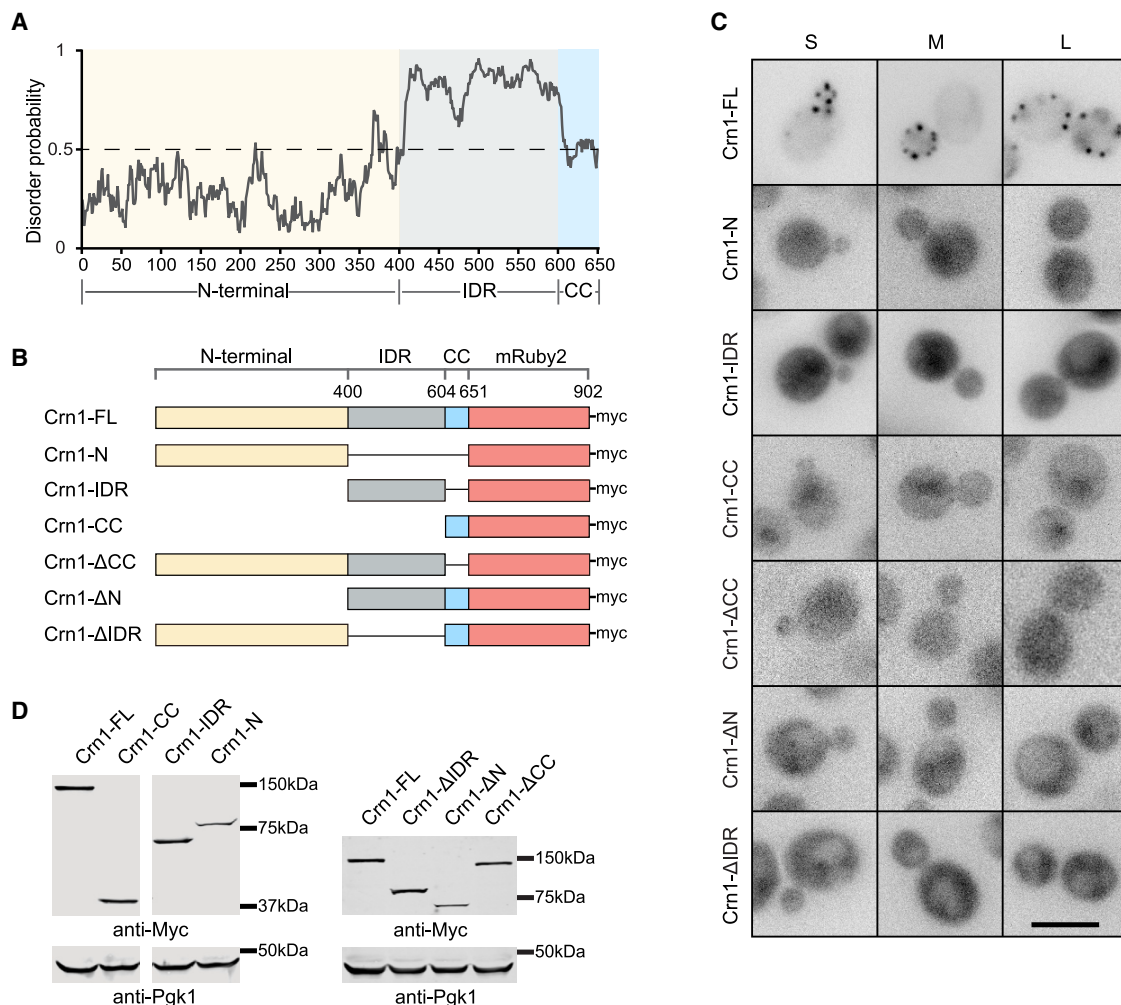 A
Disorder probability
1
0.5
0
0 50 100 150 200 250 300 350 400 450 500 550 600 650
N-terminal IDR CC
B
N-terminal IDR CC mRuby2
400 604 651 902
Crn1-FL myc
Crn1-N myc
Crn1-IDR myc
Crn1-CC myc
Crn1-ΔCC myc
Crn1-ΔN myc
Crn1-ΔIDR myc
C
S M L
Crn1-FL
Crn1-N
Crn1-IDR
Crn1-CC
Crn1-ΔCC
Crn1-ΔN
Crn1-ΔIDR
D
Crn1-FL Crn1-CC Crn1-IDR Crn1-N
150kDa
75kDa
37kDa
anti-Myc
50kDa
anti-Pgk1
Crn1-FL Crn1-ΔIDR Crn1-ΔN Crn1-ΔCC
150kDa
75kDa
anti-Myc
50kDa
anti-Pgk1